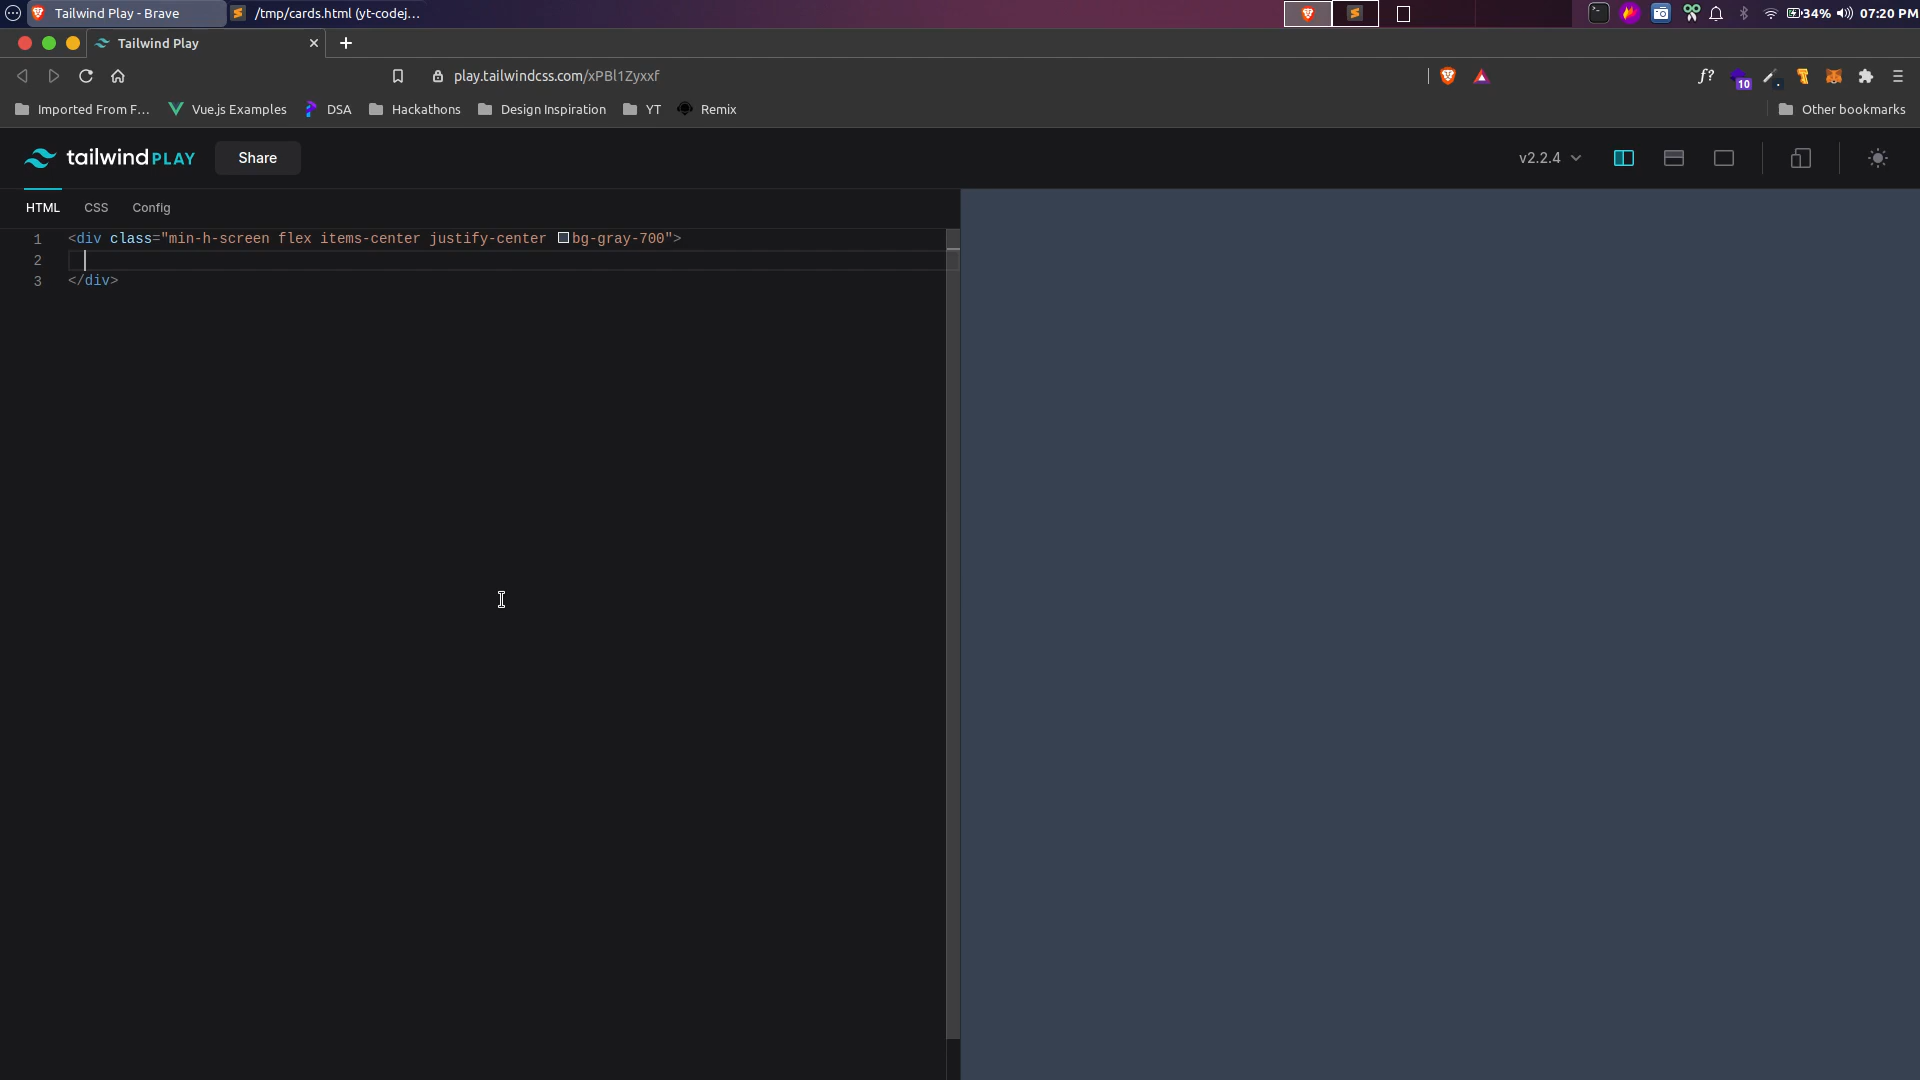 Tailwind Play - Brave
/tmp/cards.html (yt-codej...
34%
07:20 PM
Tailwind Play
play.tailwindcss.com/xPBl1Zyxxf
f?
10
Imported From F...
Vue.js Examples
DSA
Hackathons
Design Inspiration
YT
Remix
Other bookmarks
tailwind PLAY
Share
v2.2.4
HTML
CSS
Config
1 <div class="min-h-screen flex items-center justify-center bg-gray-700">
2
3 </div>